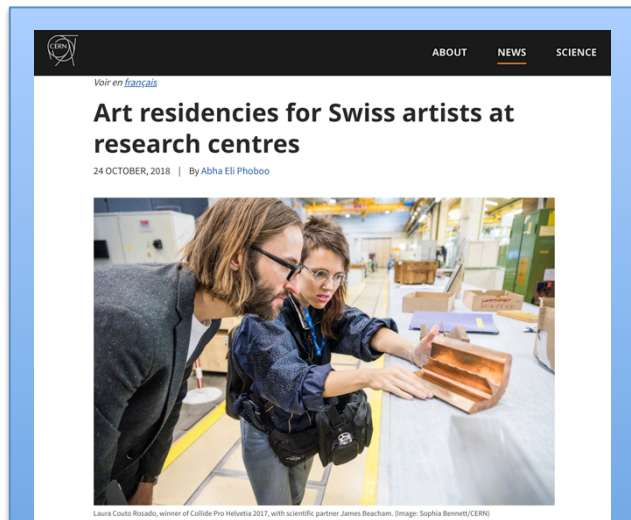 CERN
ABOUT NEWS SCIENCE
Voir en français
Art residencies for Swiss artists at
research centres
24 OCTOBER, 2018 | By Abha Eli Phoboo
Laura Couto Rosado, winner of Collide Pro Helvetia 2017, with scientific partner James Beacham. (Image: Sophia Bennett/CERN)